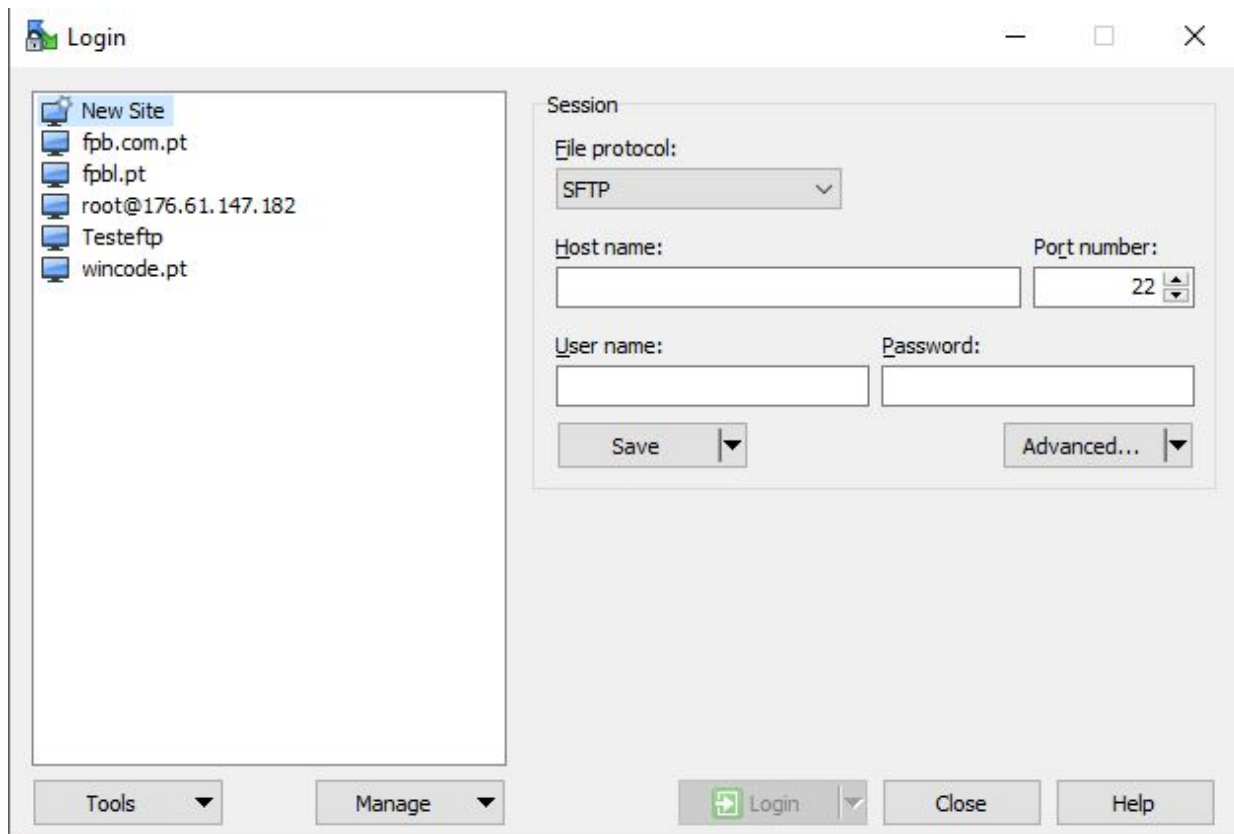 Login
New Site
fpb.com.pt
fpbl.pt
root@176.61.147.182
Testeftp
wincode.pt
Session
File protocol:
SFTP
Host name:
Port number:
22
User name:
Password:
Save
Advanced...
Tools
Manage
Login
Close
Help